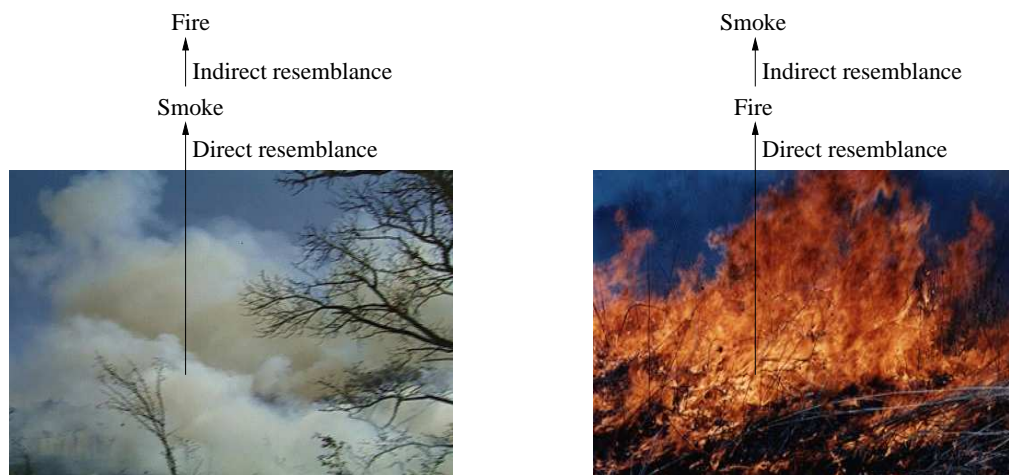 Fire
Indirect resemblance
Smoke
Direct resemblance
Smoke
Indirect resemblance
Fire
Direct resemblance